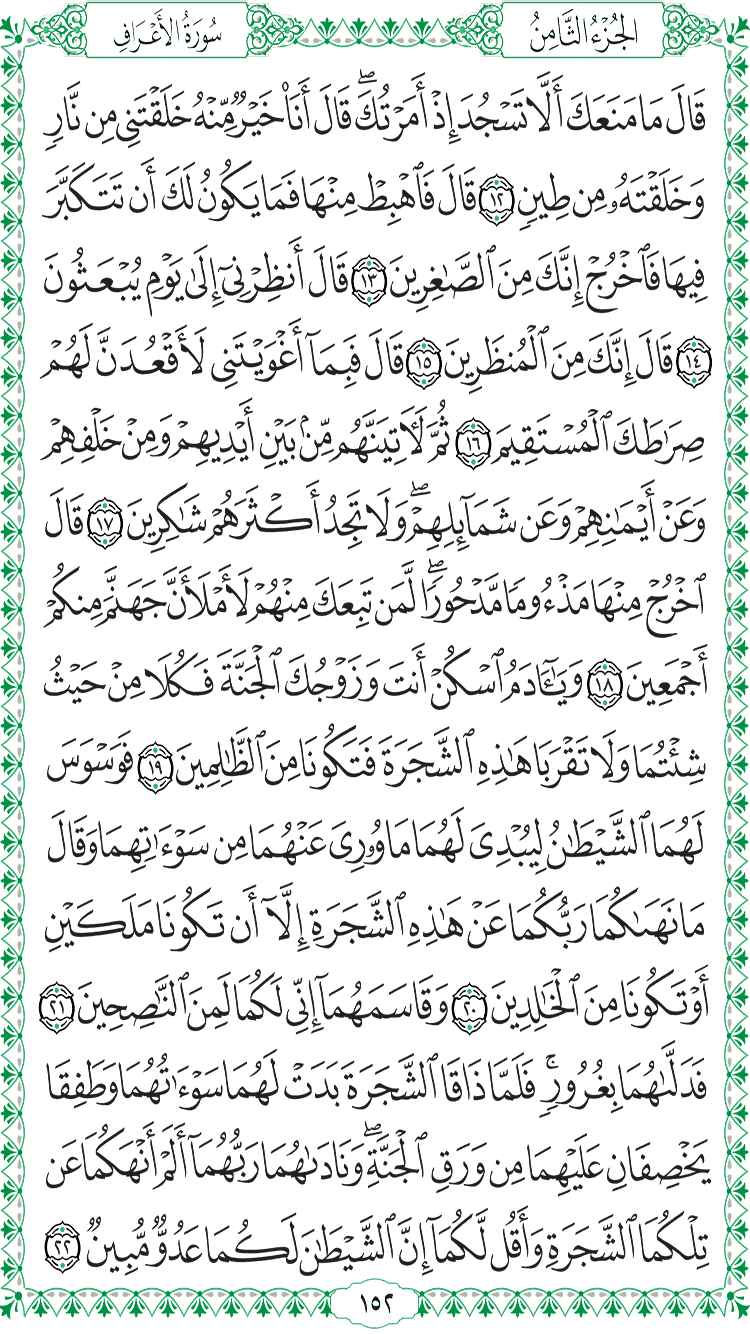 الجُزْءُ الثَّامِنُ
سُورَةُ الأَعْرَافِ
قَالَ مَا مَنَعَكَ أَلَّا تَسْجُدَ إِذْ أَمَرْتُكَۖ قَالَ أَنَا۠ خَيْرٌ مِّنْهُ خَلَقْتَنِى مِن نَّارٍ
وَخَلَقْتَهُۥ مِن طِينٍ ١٢ قَالَ فَٱهْبِطْ مِنْهَا فَمَا يَكُونُ لَكَ أَن تَتَكَبَّرَ
فِيهَا فَٱخْرُجْ إِنَّكَ مِنَ ٱلصَّٰغِرِينَ ١٣ قَالَ أَنظِرْنِىٓ إِلَىٰ يَوْمِ يُبْعَثُونَ
١٤ قَالَ إِنَّكَ مِنَ ٱلْمُنظَرِينَ ١٥ قَالَ فَبِمَآ أَغْوَيْتَنِى لَأَقْعُدَنَّ لَهُمْ
صِرَٰطَكَ ٱلْمُسْتَقِيمَ ١٦ ثُمَّ لَأٓتِيَنَّهُم مِّنۢ بَيْنِ أَيْدِيهِمْ وَمِنْ خَلْفِهِمْ
وَعَنْ أَيْمَٰنِهِمْ وَعَن شَمَآئِلِهِمْۖ وَلَا تَجِدُ أَكْثَرَهُمْ شَٰكِرِينَ ١٧ قَالَ
ٱخْرُجْ مِنْهَا مَذْءُومًا مَّدْحُورًاۖ لَّمَن تَبِعَكَ مِنْهُمْ لَأَمْلَأَنَّ جَهَنَّمَ مِنكُمْ
أَجْمَعِينَ ١٨ وَيَٰٓـَٔادَمُ ٱسْكُنْ أَنتَ وَزَوْجُكَ ٱلْجَنَّةَ فَكُلَا مِنْ حَيْثُ
شِئْتُمَا وَلَا تَقْرَبَا هَٰذِهِ ٱلشَّجَرَةَ فَتَكُونَا مِنَ ٱلظَّٰلِمِينَ ١٩ فَوَسْوَسَ
لَهُمَا ٱلشَّيْطَٰنُ لِيُبْدِىَ لَهُمَا مَا وُۥرِىَ عَنْهُمَا مِن سَوْءَٰتِهِمَا وَقَالَ
مَا نَهَىٰكُمَا رَبُّكُمَا عَنْ هَٰذِهِ ٱلشَّجَرَةِ إِلَّآ أَن تَكُونَا مَلَكَيْنِ
أَوْ تَكُونَا مِنَ ٱلْخَٰلِدِينَ ٢٠ وَقَاسَمَهُمَآ إِنِّى لَكُمَا لَمِنَ ٱلنَّٰصِحِينَ ٢١
فَدَلَّىٰهُمَا بِغُرُورٍۚ فَلَمَّا ذَاقَا ٱلشَّجَرَةَ بَدَتْ لَهُمَا سَوْءَٰتُهُمَا وَطَفِقَا
يَخْصِفَانِ عَلَيْهِمَا مِن وَرَقِ ٱلْجَنَّةِۖ وَنَادَىٰهُمَا رَبُّهُمَآ أَلَمْ أَنْهَكُمَا عَن
تِلْكُمَا ٱلشَّجَرَةِ وَأَقُل لَّكُمَآ إِنَّ ٱلشَّيْطَٰنَ لَكُمَا عَدُوٌّ مُّبِينٌ ٢٢
١٥٢